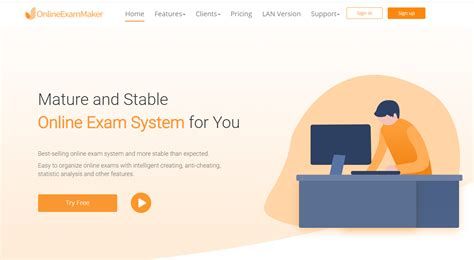 OnlineExamMaker
Home Features Clients Pricing LAN Version Support Sign in Sign up
Mature and Stable
Online Exam System for You
Best-selling online exam system and more stable than expected.
Easy to organize online exams with intelligent creating, anti-cheating,
statistic analysis and other features.
Try Free